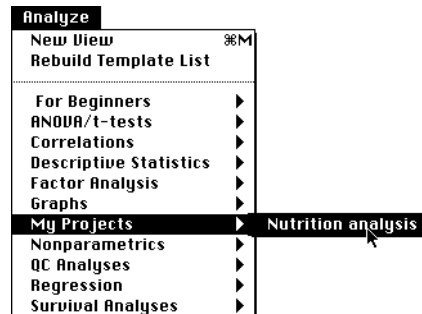 Analyze
New View ⌘M
Rebuild Template List
For Beginners
ANOVA/t-tests
Correlations
Descriptive Statistics
Factor Analysis
Graphs
My Projects Nutrition analysis
Nonparametrics
QC Analyses
Regression
Survival Analyses